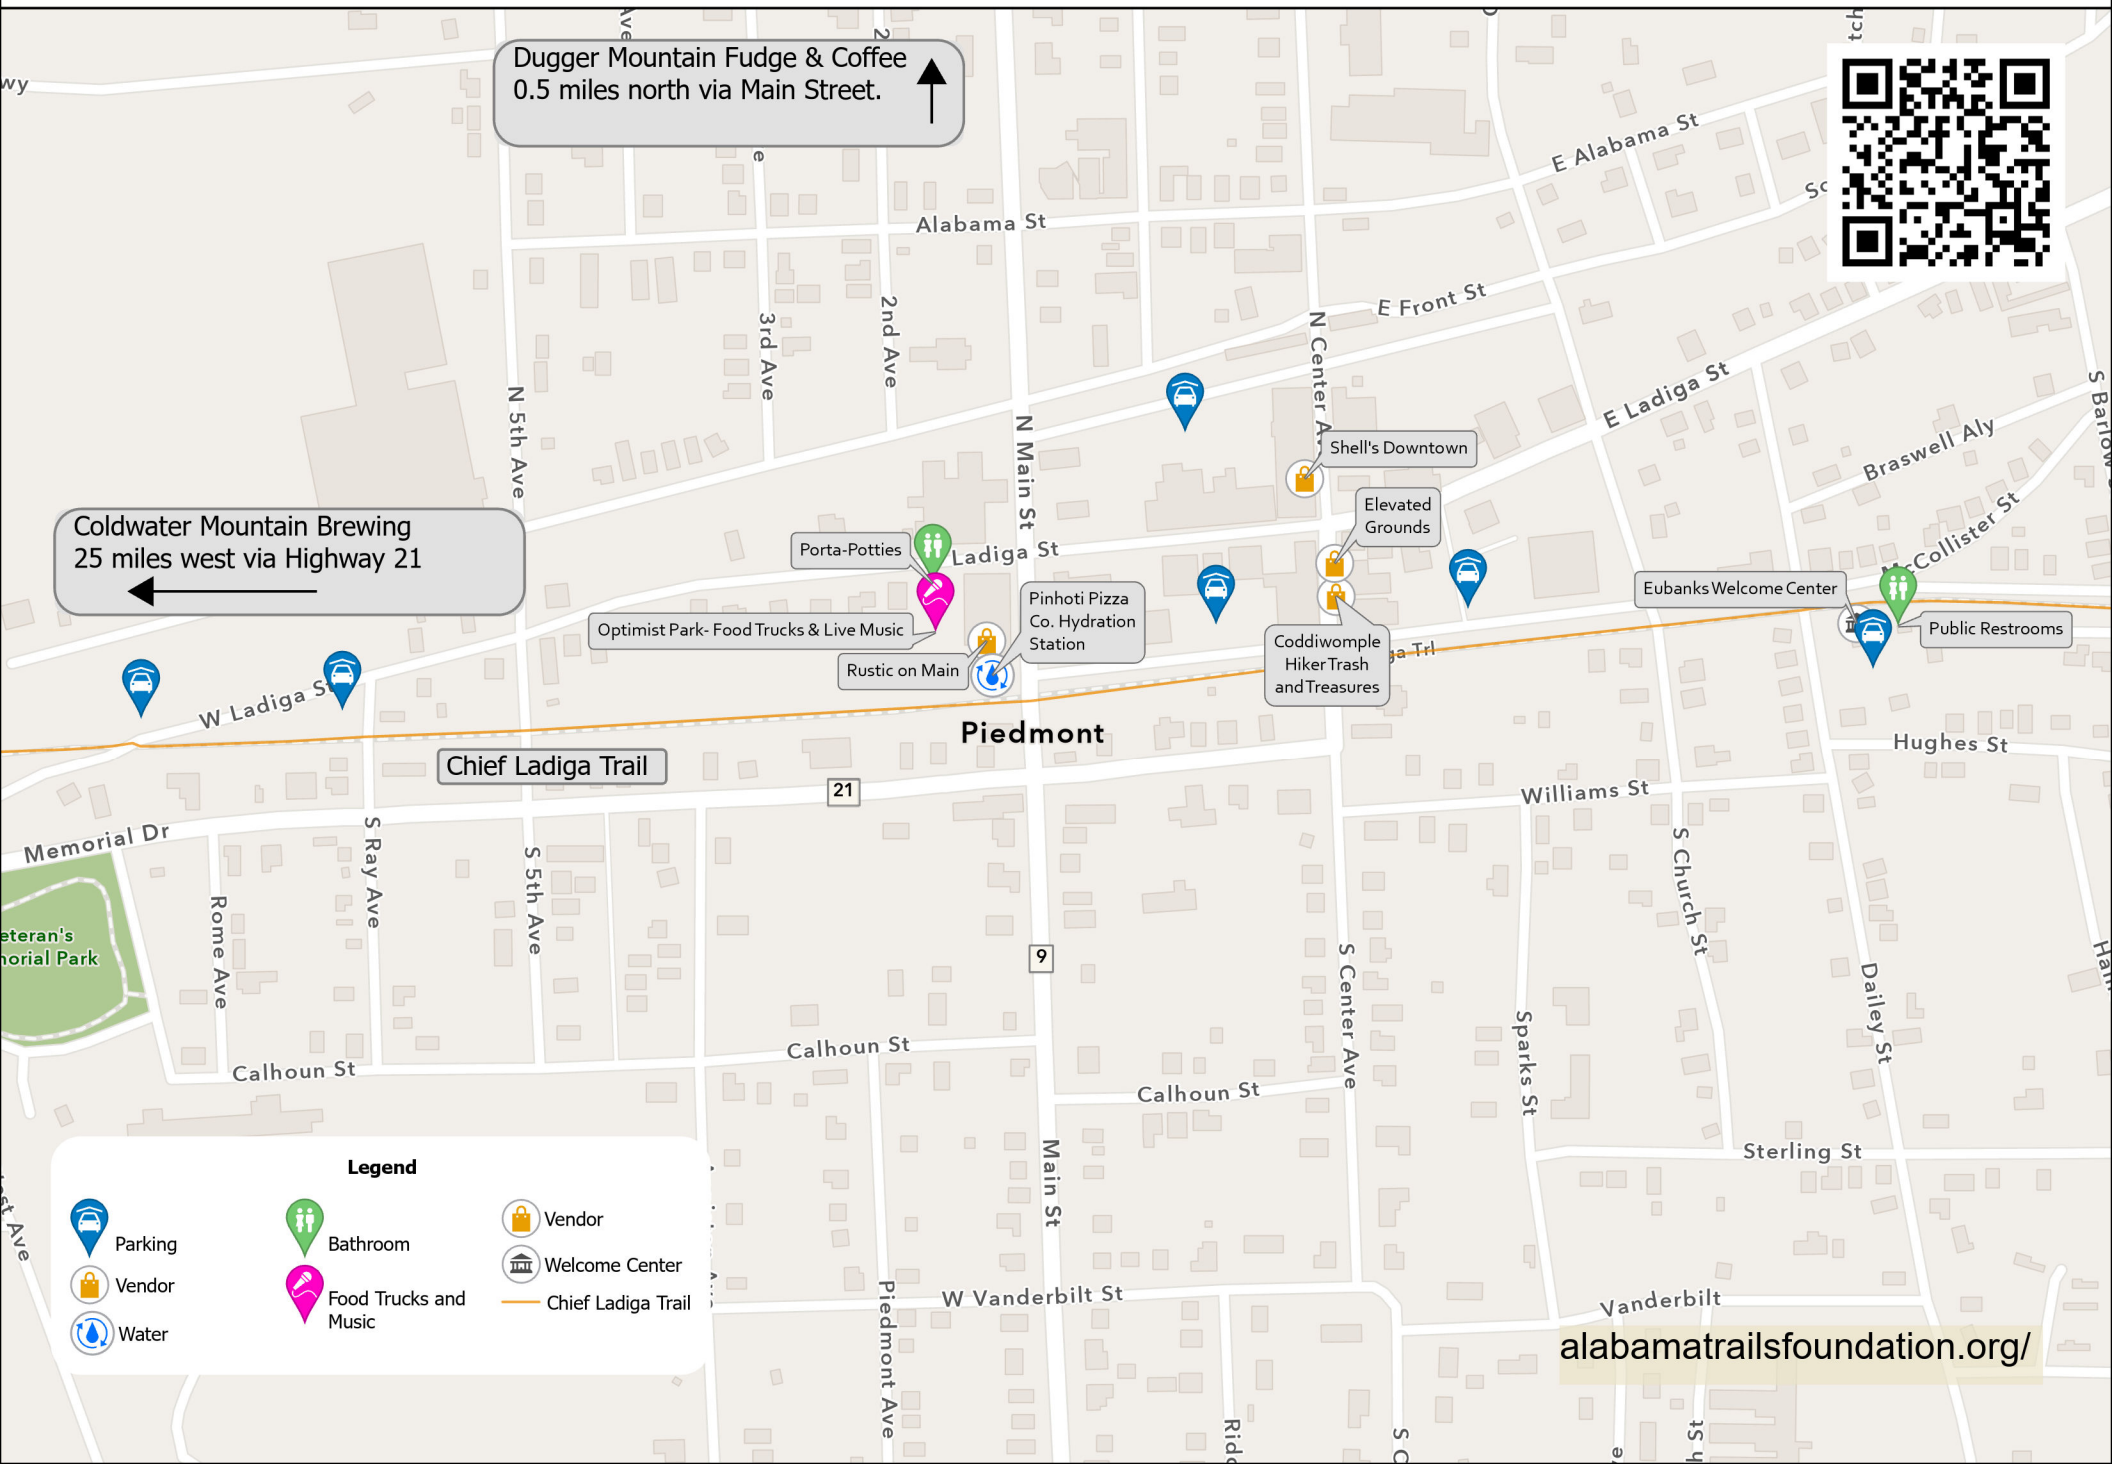 Dugger Mountain Fudge & Coffee
0.5 miles north via Main Street.
E Alabama St
Alabama St
E Front St
3rd Ave
2nd Ave
N 5th Ave
N Main St
N Center A
E Ladiga St
Braswell Aly
McCollister St
S Barlow
Shell's Downtown
Elevated
Grounds
Coldwater Mountain Brewing
25 miles west via Highway 21
Porta-Potties
Ladiga St
Optimist Park- Food Trucks & Live Music
Rustic on Main
Pinhoti Pizza
Co. Hydration
Station
Coddiwomple
Hiker Trash
and Treasures
ga Trl
Eubanks Welcome Center
Public Restrooms
W Ladiga St
Piedmont
Chief Ladiga Trail
21
Hughes St
Williams St
Memorial Dr
S Ray Ave
S 5th Ave
Rome Ave
eteran's
morial Park
9
S Center Ave
S Church St
Sparks St
Dailey St
Calhoun St
Calhoun St
Calhoun St
Main St
Sterling St
Piedmont Ave
W Vanderbilt St
Vanderbilt
Legend
Parking
Bathroom
Vendor
Vendor
Welcome Center
Water
Food Trucks and
Music
Chief Ladiga Trail
alabamatrailsfoundation.org/